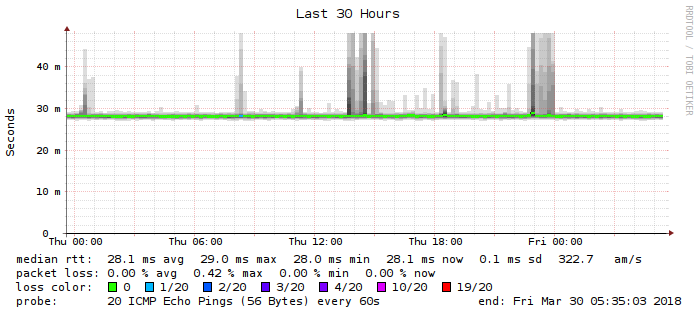 Last 30 Hours
RRDTOOL / TOBI OETIKER
Seconds
40 m
30 m
20 m
10 m
0
Thu 00:00 Thu 06:00 Thu 12:00 Thu 18:00 Fri 00:00
median rtt: 28.1 ms avg 29.0 ms max 28.0 ms min 28.1 ms now 0.1 ms sd 322.7 am/s
packet loss: 0.00 % avg 0.42 % max 0.00 % min 0.00 % now
loss color: 0 1/20 2/20 3/20 4/20 10/20 19/20
probe: 20 ICMP Echo Pings (56 Bytes) every 60s end: Fri Mar 30 05:35:03 2018